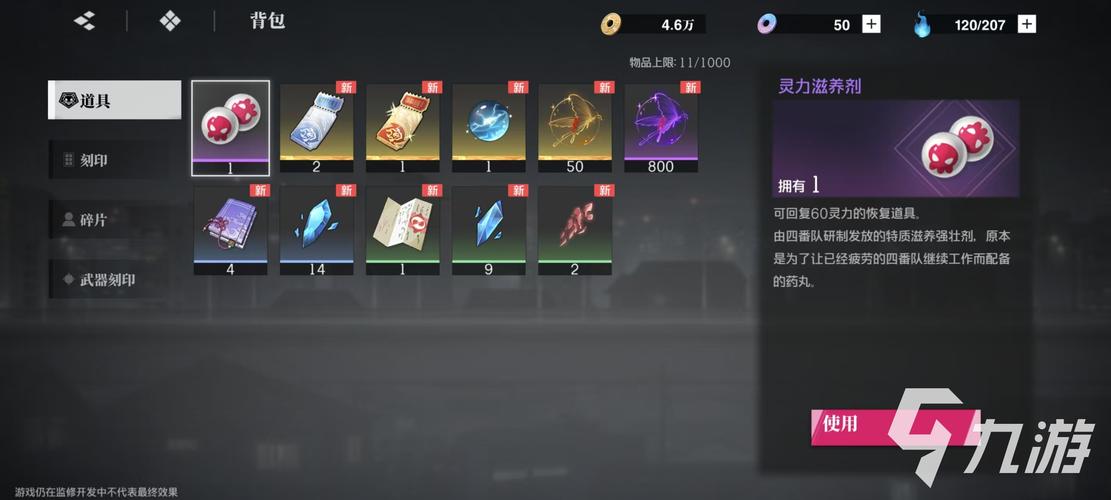 背包
4.6万
50
120/207
物品上限:11/1000
道具
刻印
碎片
武器刻印
新
新
新
新
新
1
2
1
1
50
800
新
新
新
新
新
4
14
1
9
2
灵力滋养剂
拥有 1
可回复60灵力的恢复道具。
由四番队研制发放的特质滋养强壮剂，原本
是为了让已经疲劳的四番队继续工作而配备
的药丸。
使用
九游
游戏仍在监修开发中不代表最终效果